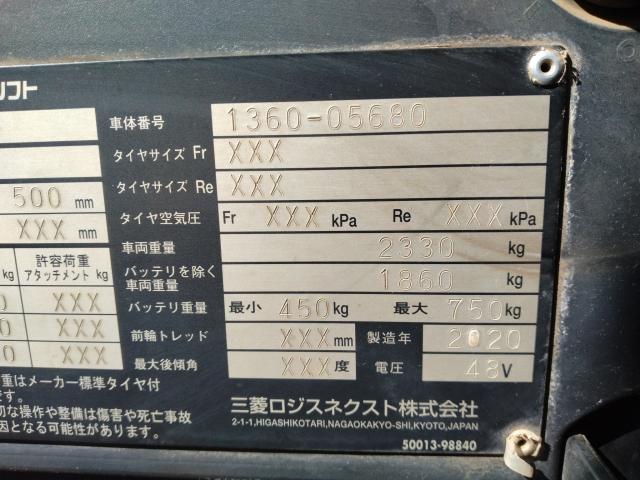 リフト
車体番号 1360-05680
タイヤサイズ Fr XXX
タイヤサイズ Re XXX
500 mm
タイヤ空気圧 Fr XXX kPa Re XXX kPa
XXX mm
車両重量 2330 kg
kg 許容荷重 アタッチメント kg
バッテリを除く車両重量 1860 kg
0 XXX
バッテリ重量 最小 450 kg 最大 750 kg
0 XXX
前輪トレッド XXX mm 製造年 2020
0 XXX
最大後傾角 XXX 度 電圧 48 V
重はメーカー標準タイヤ付
です。
切な操作や整備は傷害や死亡事故
因となる可能性があります。
三菱ロジスネクスト株式会社
2-1-1,HIGASHIKOTARI,NAGAOKAKYO-SHI,KYOTO,JAPAN
50013-98840